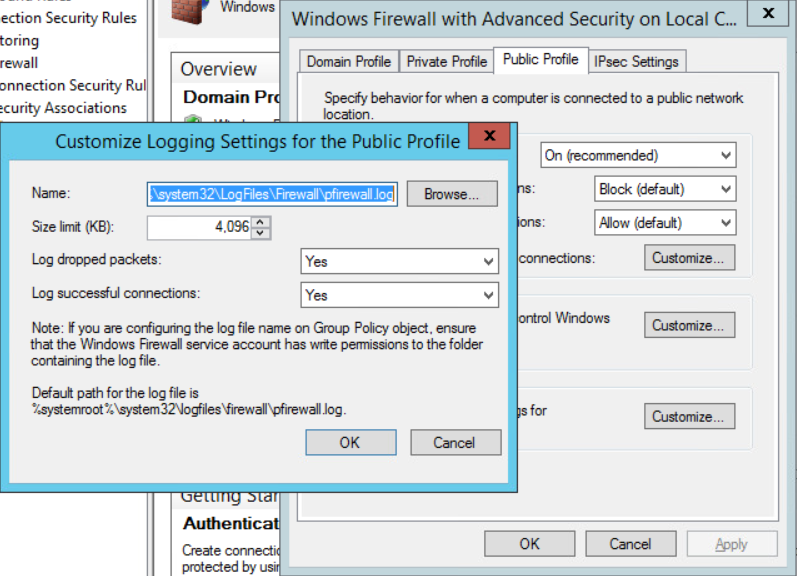 ection Security Rules
toring
rewall
onnection Security Rul
ecurity Associations
Windows
Overview
Domain Pro
Getting Star
Authenticat
Create connectio
protected by usin
Windows Firewall with Advanced Security on Local C...
x
Domain Profile
Private Profile
Public Profile
IPsec Settings
Specify behavior for when a computer is connected to a public network
location.
On (recommended)
ns:
Block (default)
ions:
Allow (default)
connections:
Customize...
ontrol Windows
Customize...
gs for
Customize...
OK
Cancel
Apply
Customize Logging Settings for the Public Profile
x
Name:
\system32\LogFiles\Firewall\pfirewall.log
Browse...
Size limit (KB):
4,096
Log dropped packets:
Yes
Log successful connections:
Yes
Note: If you are configuring the log file name on Group Policy object, ensure
that the Windows Firewall service account has write permissions to the folder
containing the log file.
Default path for the log file is
%systemroot%\system32\logfiles\firewall\pfirewall.log.
OK
Cancel